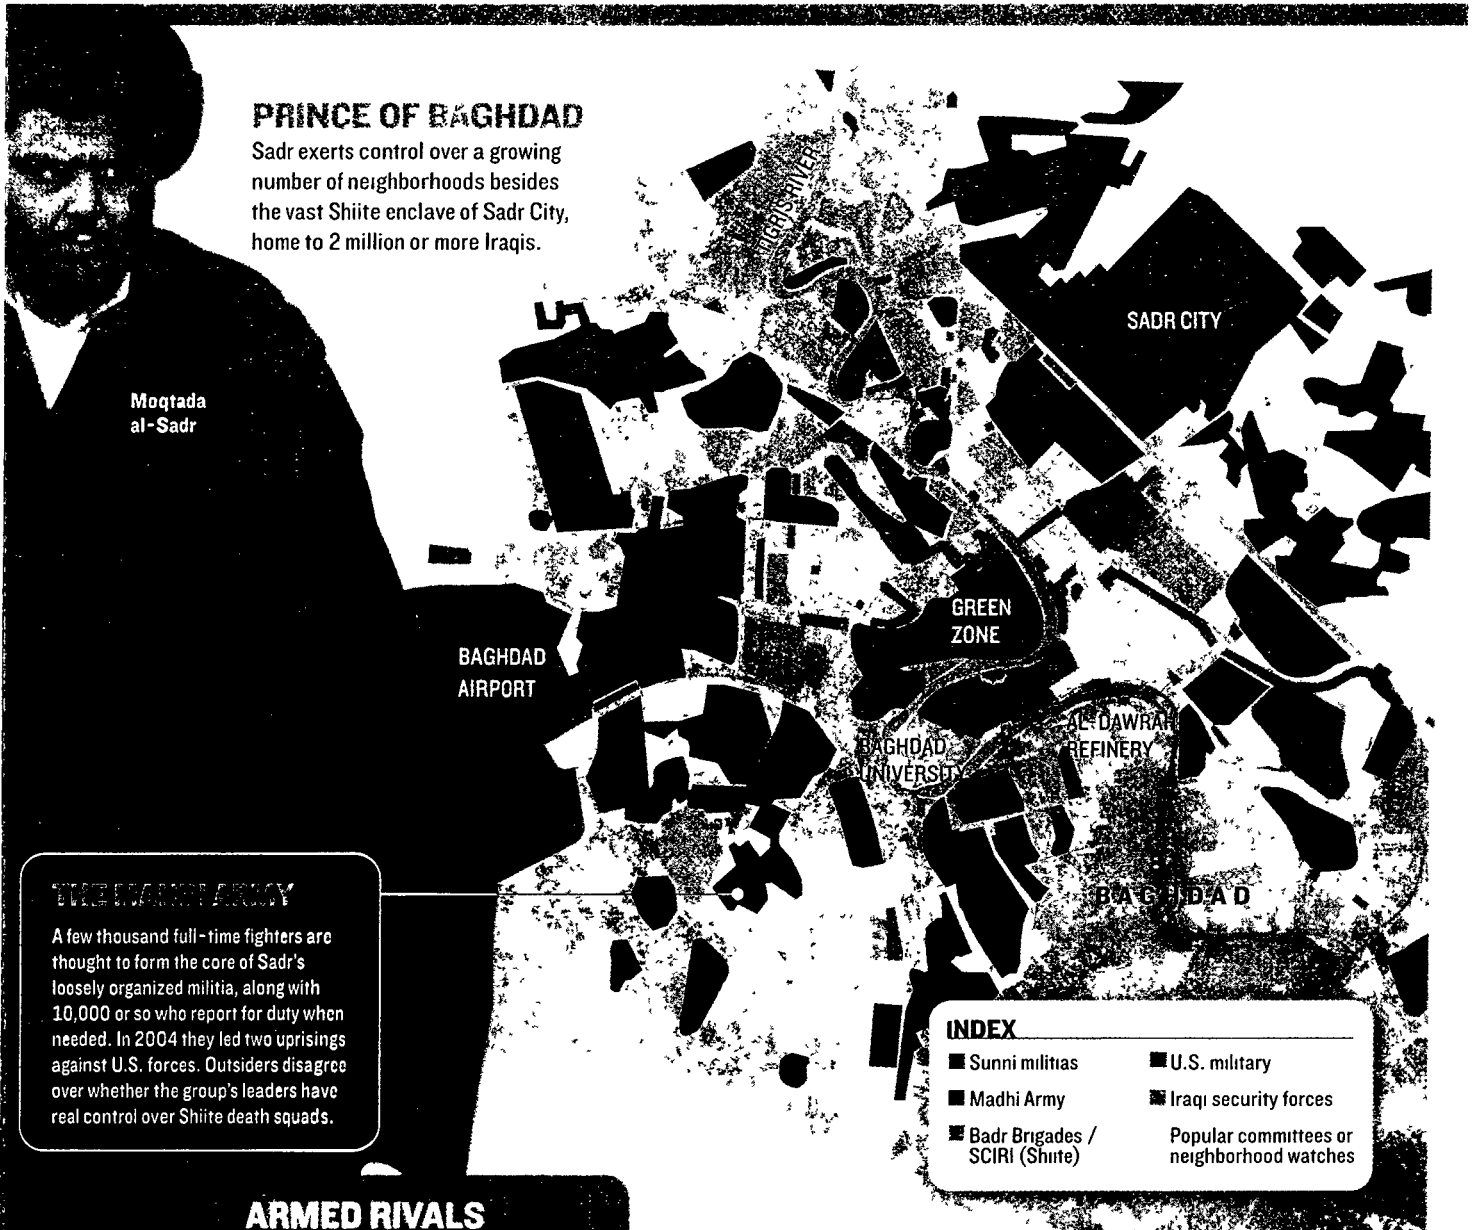 PRINCE OF BAGHDAD
Sadr exerts control over a growing
number of neighborhoods besides
the vast Shiite enclave of Sadr City,
home to 2 million or more Iraqis.
TIGRIS RIVER
SADR CITY
Moqtada
al-Sadr
GREEN
ZONE
BAGHDAD
AIRPORT
AL-DAWRAH
REFINERY
BAGHDAD
UNIVERSITY
BAGHDAD
THE MAHDI ARMY
A few thousand full-time fighters are
thought to form the core of Sadr's
loosely organized militia, along with
10,000 or so who report for duty when
needed. In 2004 they led two uprisings
against U.S. forces. Outsiders disagree
over whether the group's leaders have
real control over Shiite death squads.
INDEX
Sunni militias
Madhi Army
Badr Brigades /
SCIRI (Shiite)
U.S. military
Iraqi security forces
Popular committees or
neighborhood watches
ARMED RIVALS